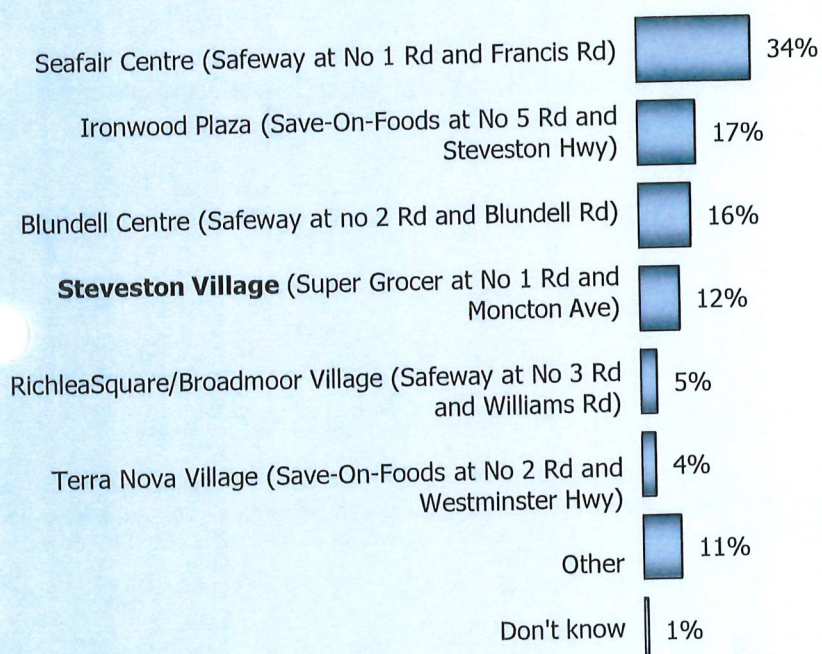 Seafair Centre (Safeway at No 1 Rd and Francis Rd) 34%
Ironwood Plaza (Save-On-Foods at No 5 Rd and
Steveston Hwy) 17%
Blundell Centre (Safeway at no 2 Rd and Blundell Rd) 16%
Steveston Village (Super Grocer at No 1 Rd and
Moncton Ave) 12%
RichleaSquare/Broadmoor Village (Safeway at No 3 Rd
and Williams Rd) 5%
Terra Nova Village (Save-On-Foods at No 2 Rd and
Westminster Hwy) 4%
Other 11%
Don't know 1%